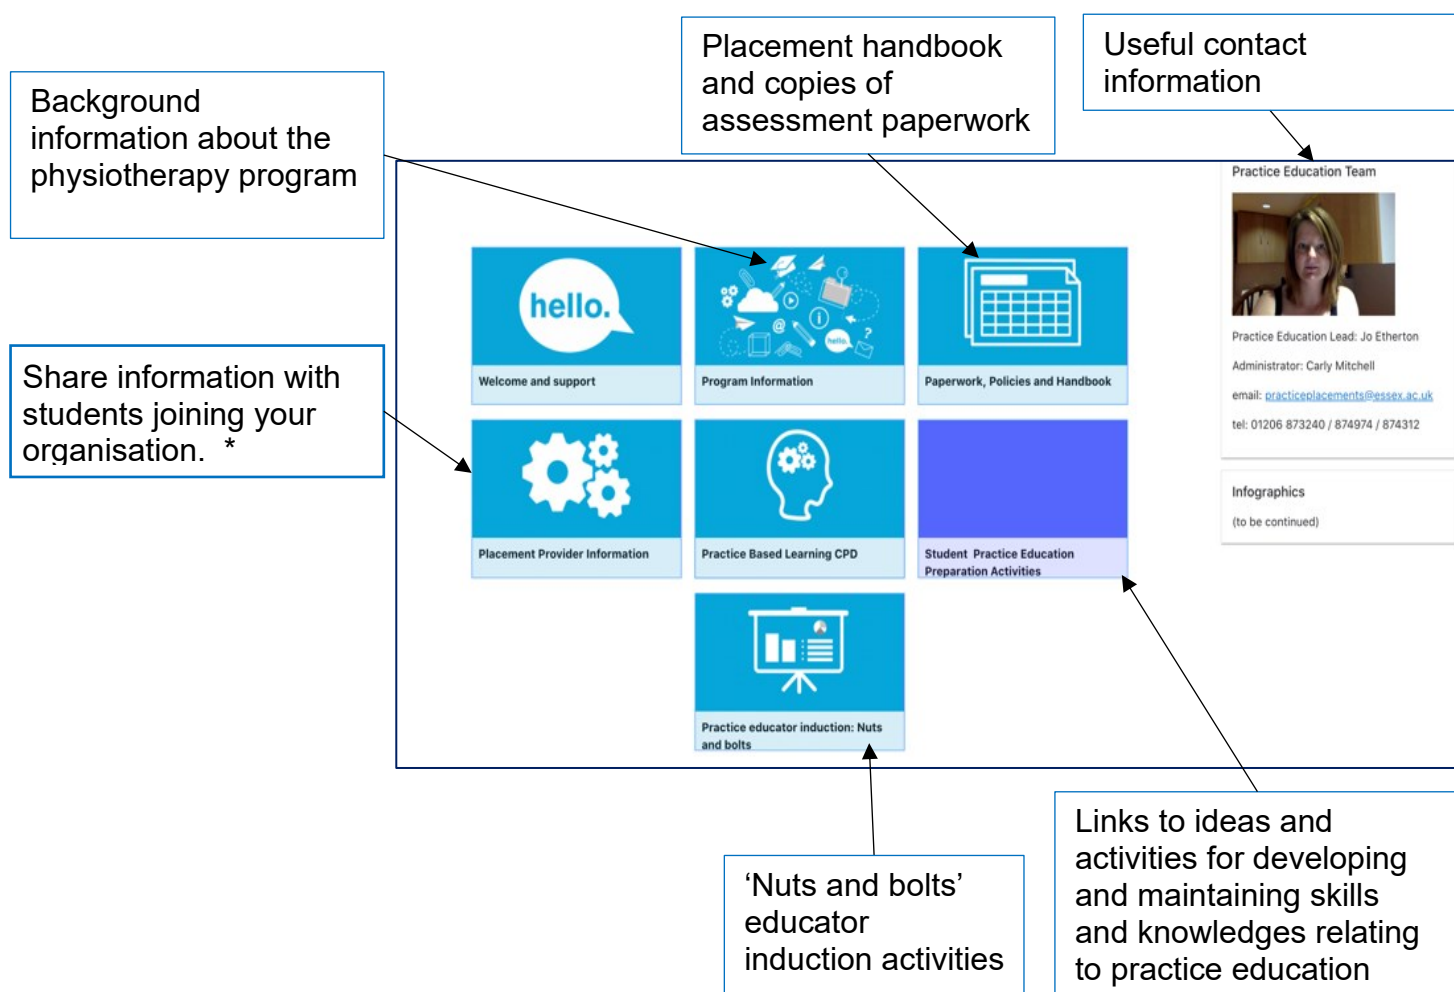 Placement handbook
and copies of
assessment paperwork
Useful contact
information
Background
information about the
physiotherapy program
Share information with
students joining your
organisation. *
hello.
Welcome and support
@
i
?
hello.
Program Information
Paperwork, Policies and Handbook
Placement Provider Information
Practice Based Learning CPD
Student Practice Education
Preparation Activities
Practice educator induction: Nuts
and bolts
Practice Education Team
Practice Education Lead: Jo Etherton
Administrator: Carly Mitchell
email: practiceplacements@essex.ac.uk
tel: 01206 873240 / 874974 / 874312
Infographics
(to be continued)
‘Nuts and bolts’
educator
induction activities
Links to ideas and
activities for developing
and maintaining skills
and knowledges relating
to practice education